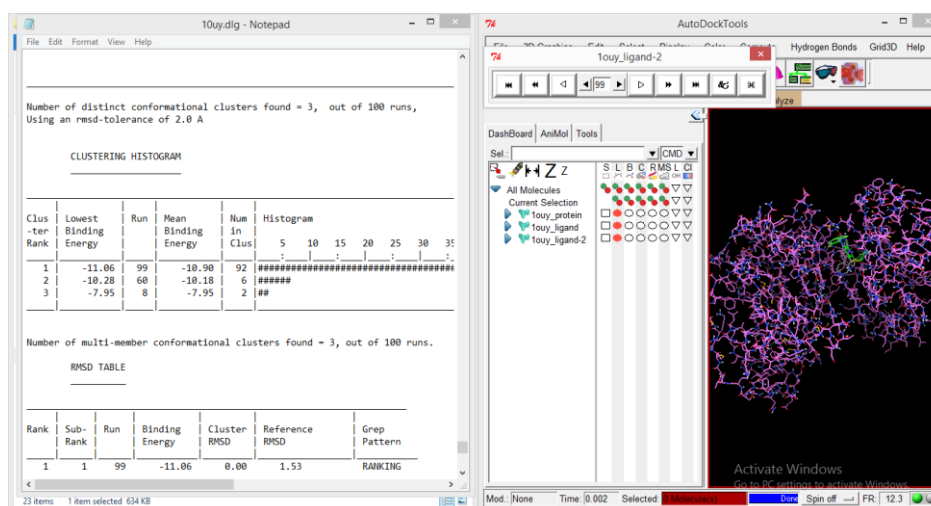 10uy.dlg - Notepad
File Edit Format View Help
Number of distinct conformational clusters found = 3, out of 100 runs,
Using an rmsd-tolerance of 2.0 A
CLUSTERING HISTOGRAM
Clus | Lowest | Run | Mean | Num | Histogram
-ter | Binding | | Binding | in |
Rank | Energy | | Energy | Clus| 5 10 15 20 25 30 35
1 | -11.06 | 99 | -10.90 | 92 |##########################################
2 | -10.28 | 60 | -10.18 | 6 |######
3 | -7.95 | 8 | -7.95 | 2 |##
Number of multi-member conformational clusters found = 3, out of 100 runs.
RMSD TABLE
Rank | Sub- | Run | Binding | Cluster | Reference | Grep
| Rank | | Energy | RMSD | RMSD | Pattern
1 1 99 -11.06 0.00 1.53 RANKING
23 items 1 item selected 634 KB
AutoDockTools
Hydrogen Bonds Grid3D Help
1ouy_ligand-2
99
&
DashBoard AniMol Tools
Sel.: CMD
Z Z S L B C R MS L Cl
All Molecules
Current Selection
1ouy_protein
1ouy_ligand
1ouy_ligand-2
Activate Windows
Go to PC settings to activate Windows.
Mod.: None Time: 0.002 Selected: Done Spin off FR: 12.3